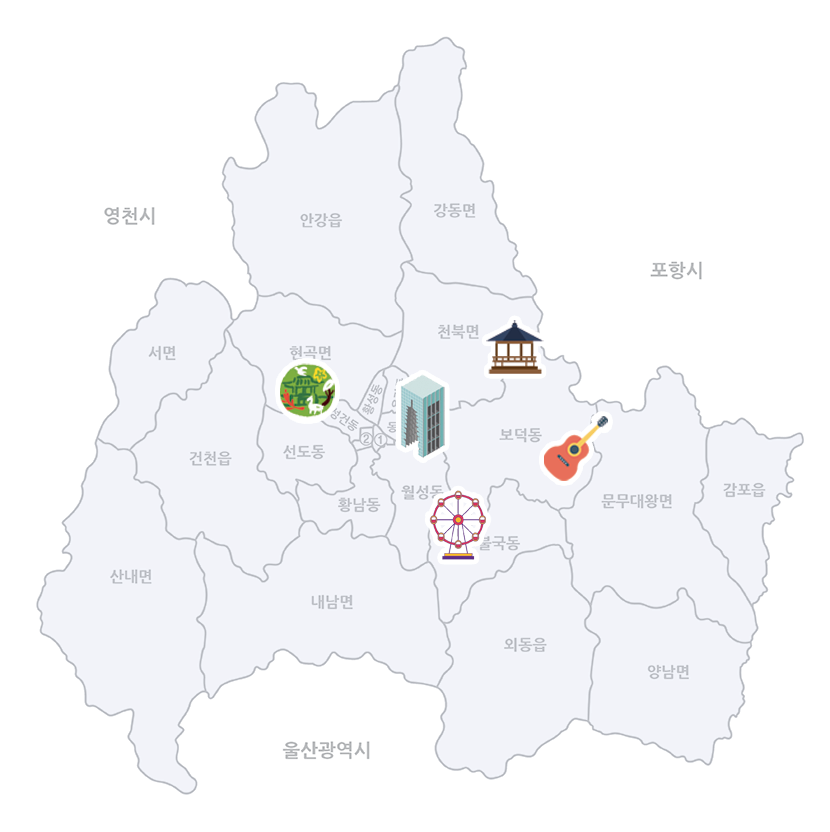 영천시
안강읍
강동면
포항시
서면
현곡면
천북면
황성동
성건동
②
①
동
건천읍
선도동
보덕동
황남동
월성동
문무대왕면
감포읍
불국동
산내면
내남면
외동읍
양남면
울산광역시